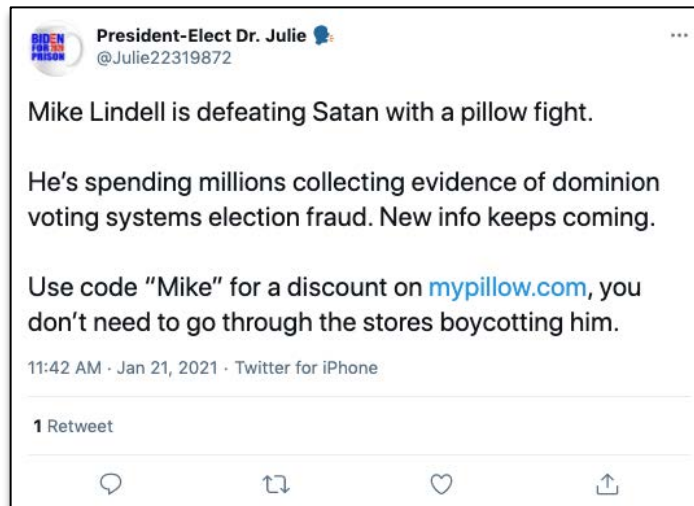 BIDEN
FOR
PRISON
President-Elect Dr. Julie
@Julie22319872
Mike Lindell is defeating Satan with a pillow fight.
He’s spending millions collecting evidence of dominion
voting systems election fraud. New info keeps coming.
Use code “Mike” for a discount on mypillow.com, you
don’t need to go through the stores boycotting him.
11:42 AM · Jan 21, 2021 · Twitter for iPhone
1 Retweet